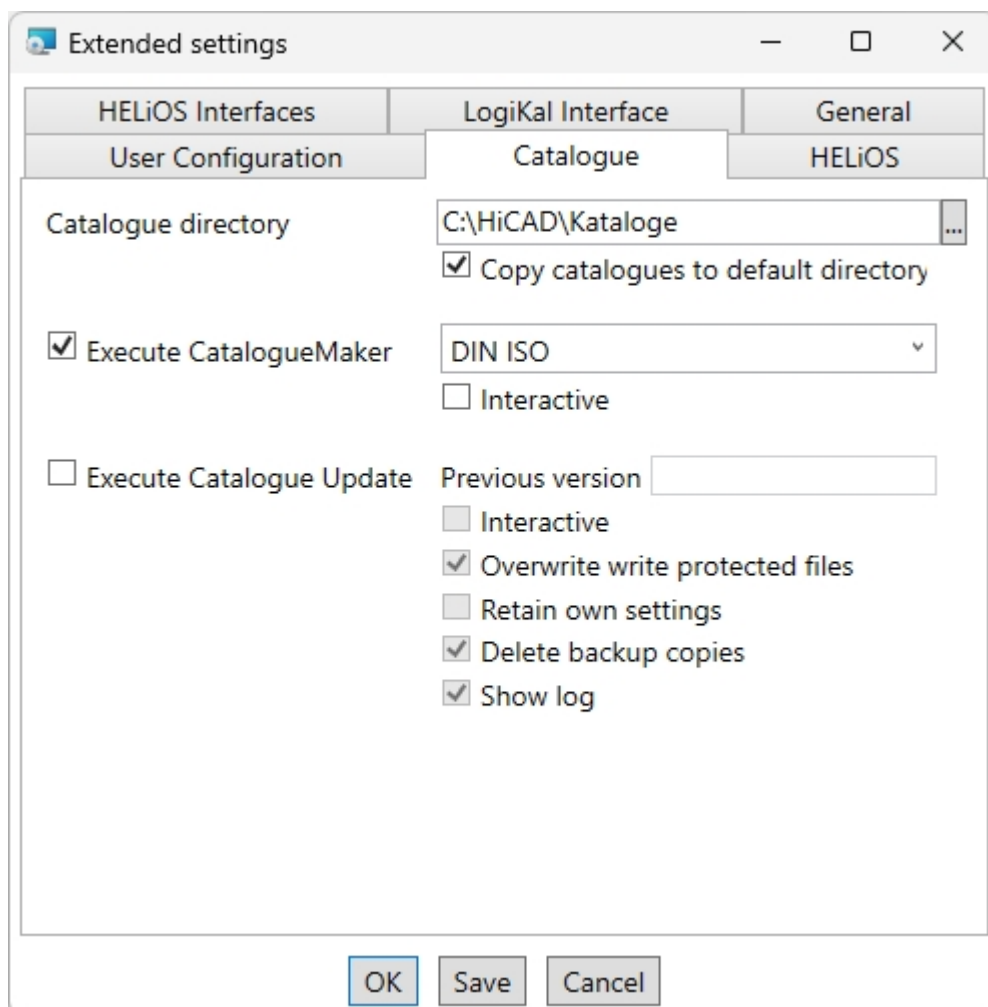 Extended settings
HELiOS Interfaces
LogiKal Interface
General
User Configuration
Catalogue
HELiOS
Catalogue directory
C:\HiCAD\Kataloge
...
Copy catalogues to default directory
Execute CatalogueMaker
DIN ISO
Interactive
Execute Catalogue Update
Previous version
Interactive
Overwrite write protected files
Retain own settings
Delete backup copies
Show log
OK
Save
Cancel